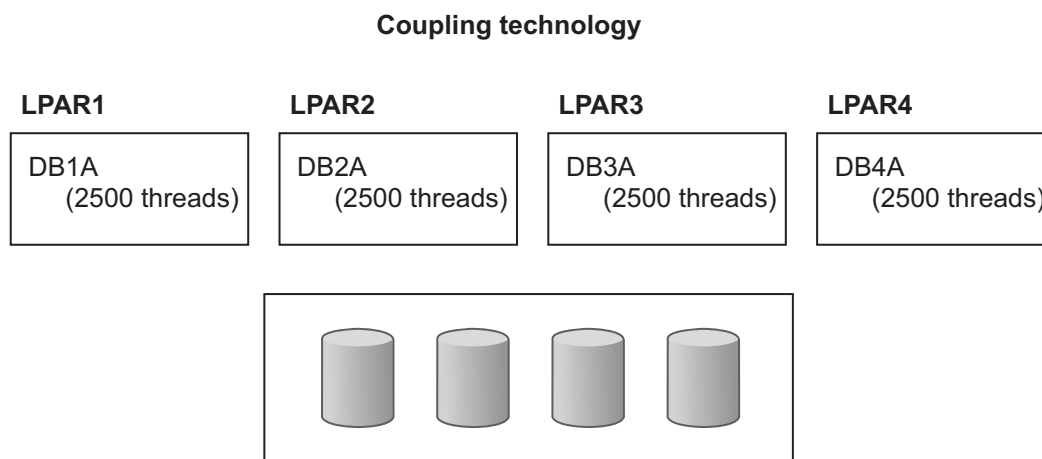 Coupling technology
LPAR1
LPAR2
LPAR3
LPAR4
DB1A
(2500 threads)
DB2A
(2500 threads)
DB3A
(2500 threads)
DB4A
(2500 threads)